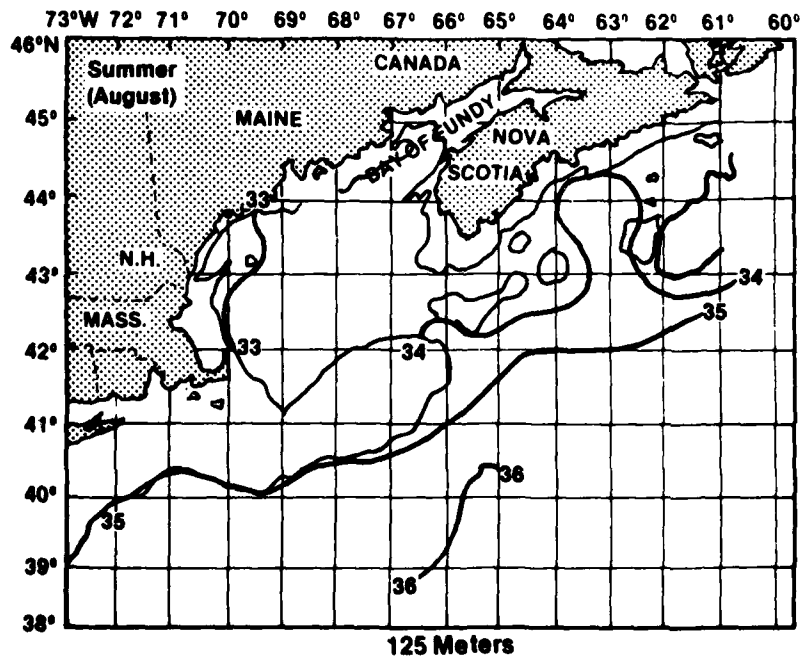 73°W 72° 71° 70° 69° 68° 67° 66° 65° 64° 63° 62° 61° 60°
46°N
Summer
(August)
CANADA
45°
MAINE
BAY OF FUNDY
NOVA
SCOTIA
44°
33
N.H.
43°
34
MASS.
35
42°
33
34
41°
40°
36
35
39°
36
38°
125 Meters